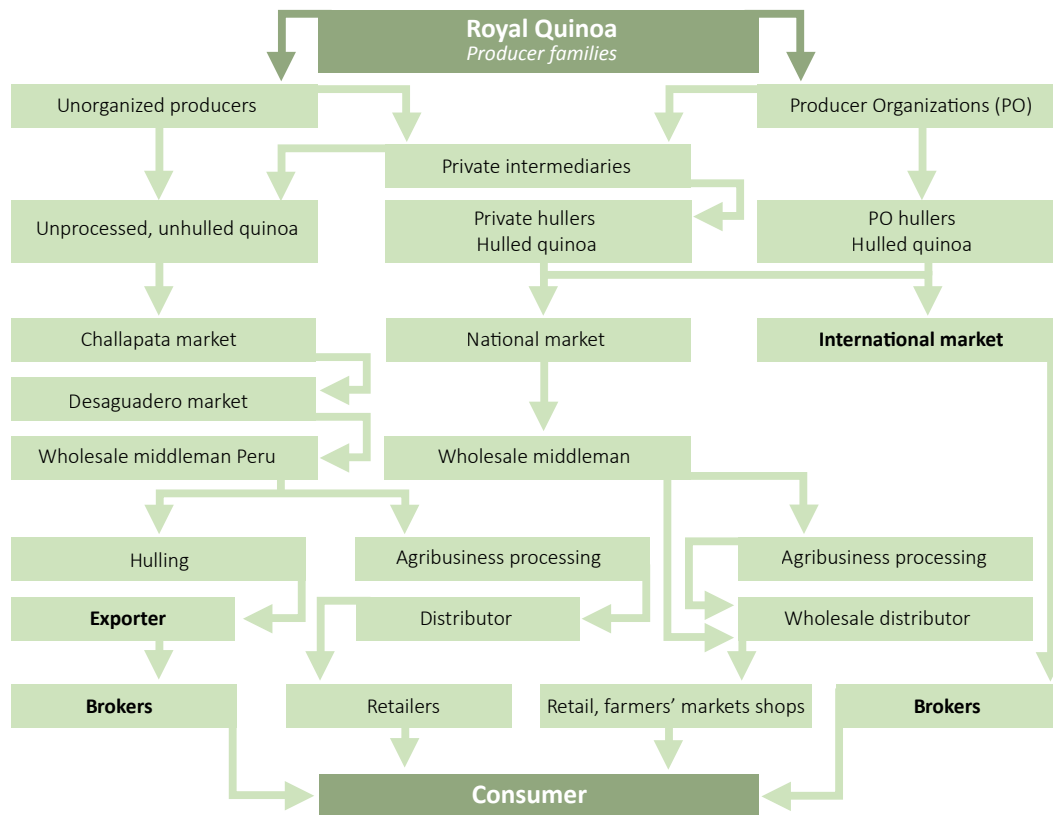 Royal Quinoa
Producer families
Unorganized producers
Producer Organizations (PO)
Private intermediaries
Unprocessed, unhulled quinoa
Private hullers
Hulled quinoa
PO hullers
Hulled quinoa
Challapata market
National market
International market
Desaguadero market
Wholesale middleman Peru
Wholesale middleman
Hulling
Agribusiness processing
Agribusiness processing
Exporter
Distributor
Wholesale distributor
Brokers
Retailers
Retail, farmers’ markets shops
Brokers
Consumer